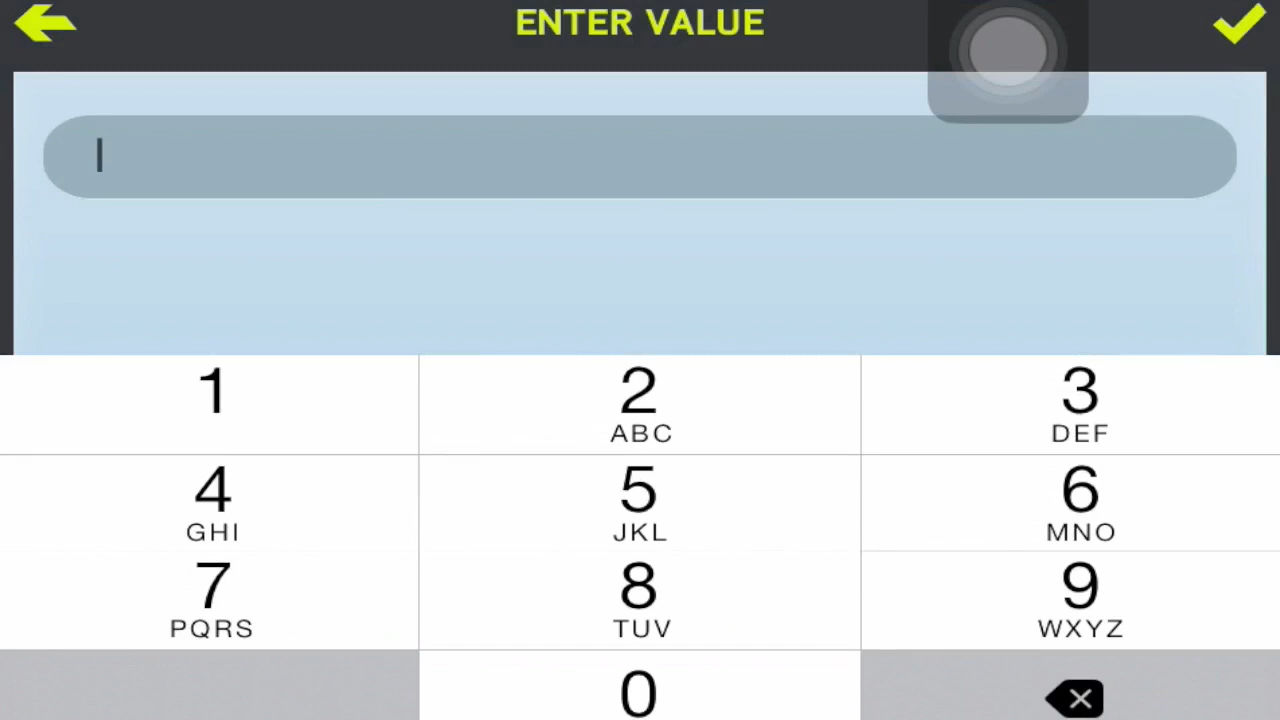 ENTER VALUE
1 2 3
ABC DEF
4 5 6
GHI JKL MNO
7 8 9
PQRS TUV WXYZ
0